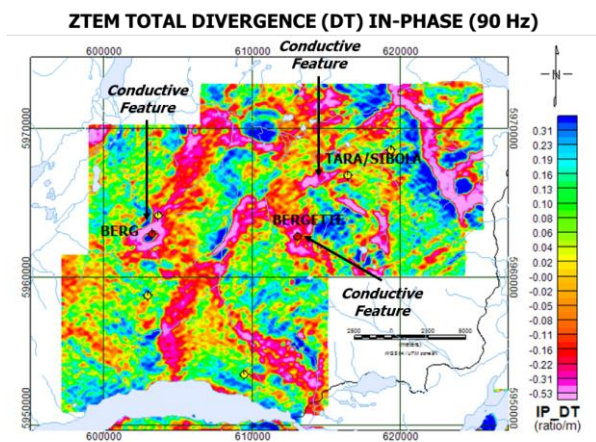 ZTEM TOTAL DIVERGENCE (DT) IN-PHASE (90 Hz)
600000
610000
620000
Conductive
Feature
Conductive
Feature
5970000
5970000
TARA/SIBOLA
BERG
BERGETTE
5960000
5960000
Conductive
Feature
5950000
5950000
600000
610000
620000
N
0.31
0.23
0.19
0.16
0.13
0.10
0.08
0.06
0.04
0.02
-0.00
-0.02
-0.05
-0.08
-0.11
-0.16
-0.22
-0.31
-0.53
IP_DT
(ratio/m)